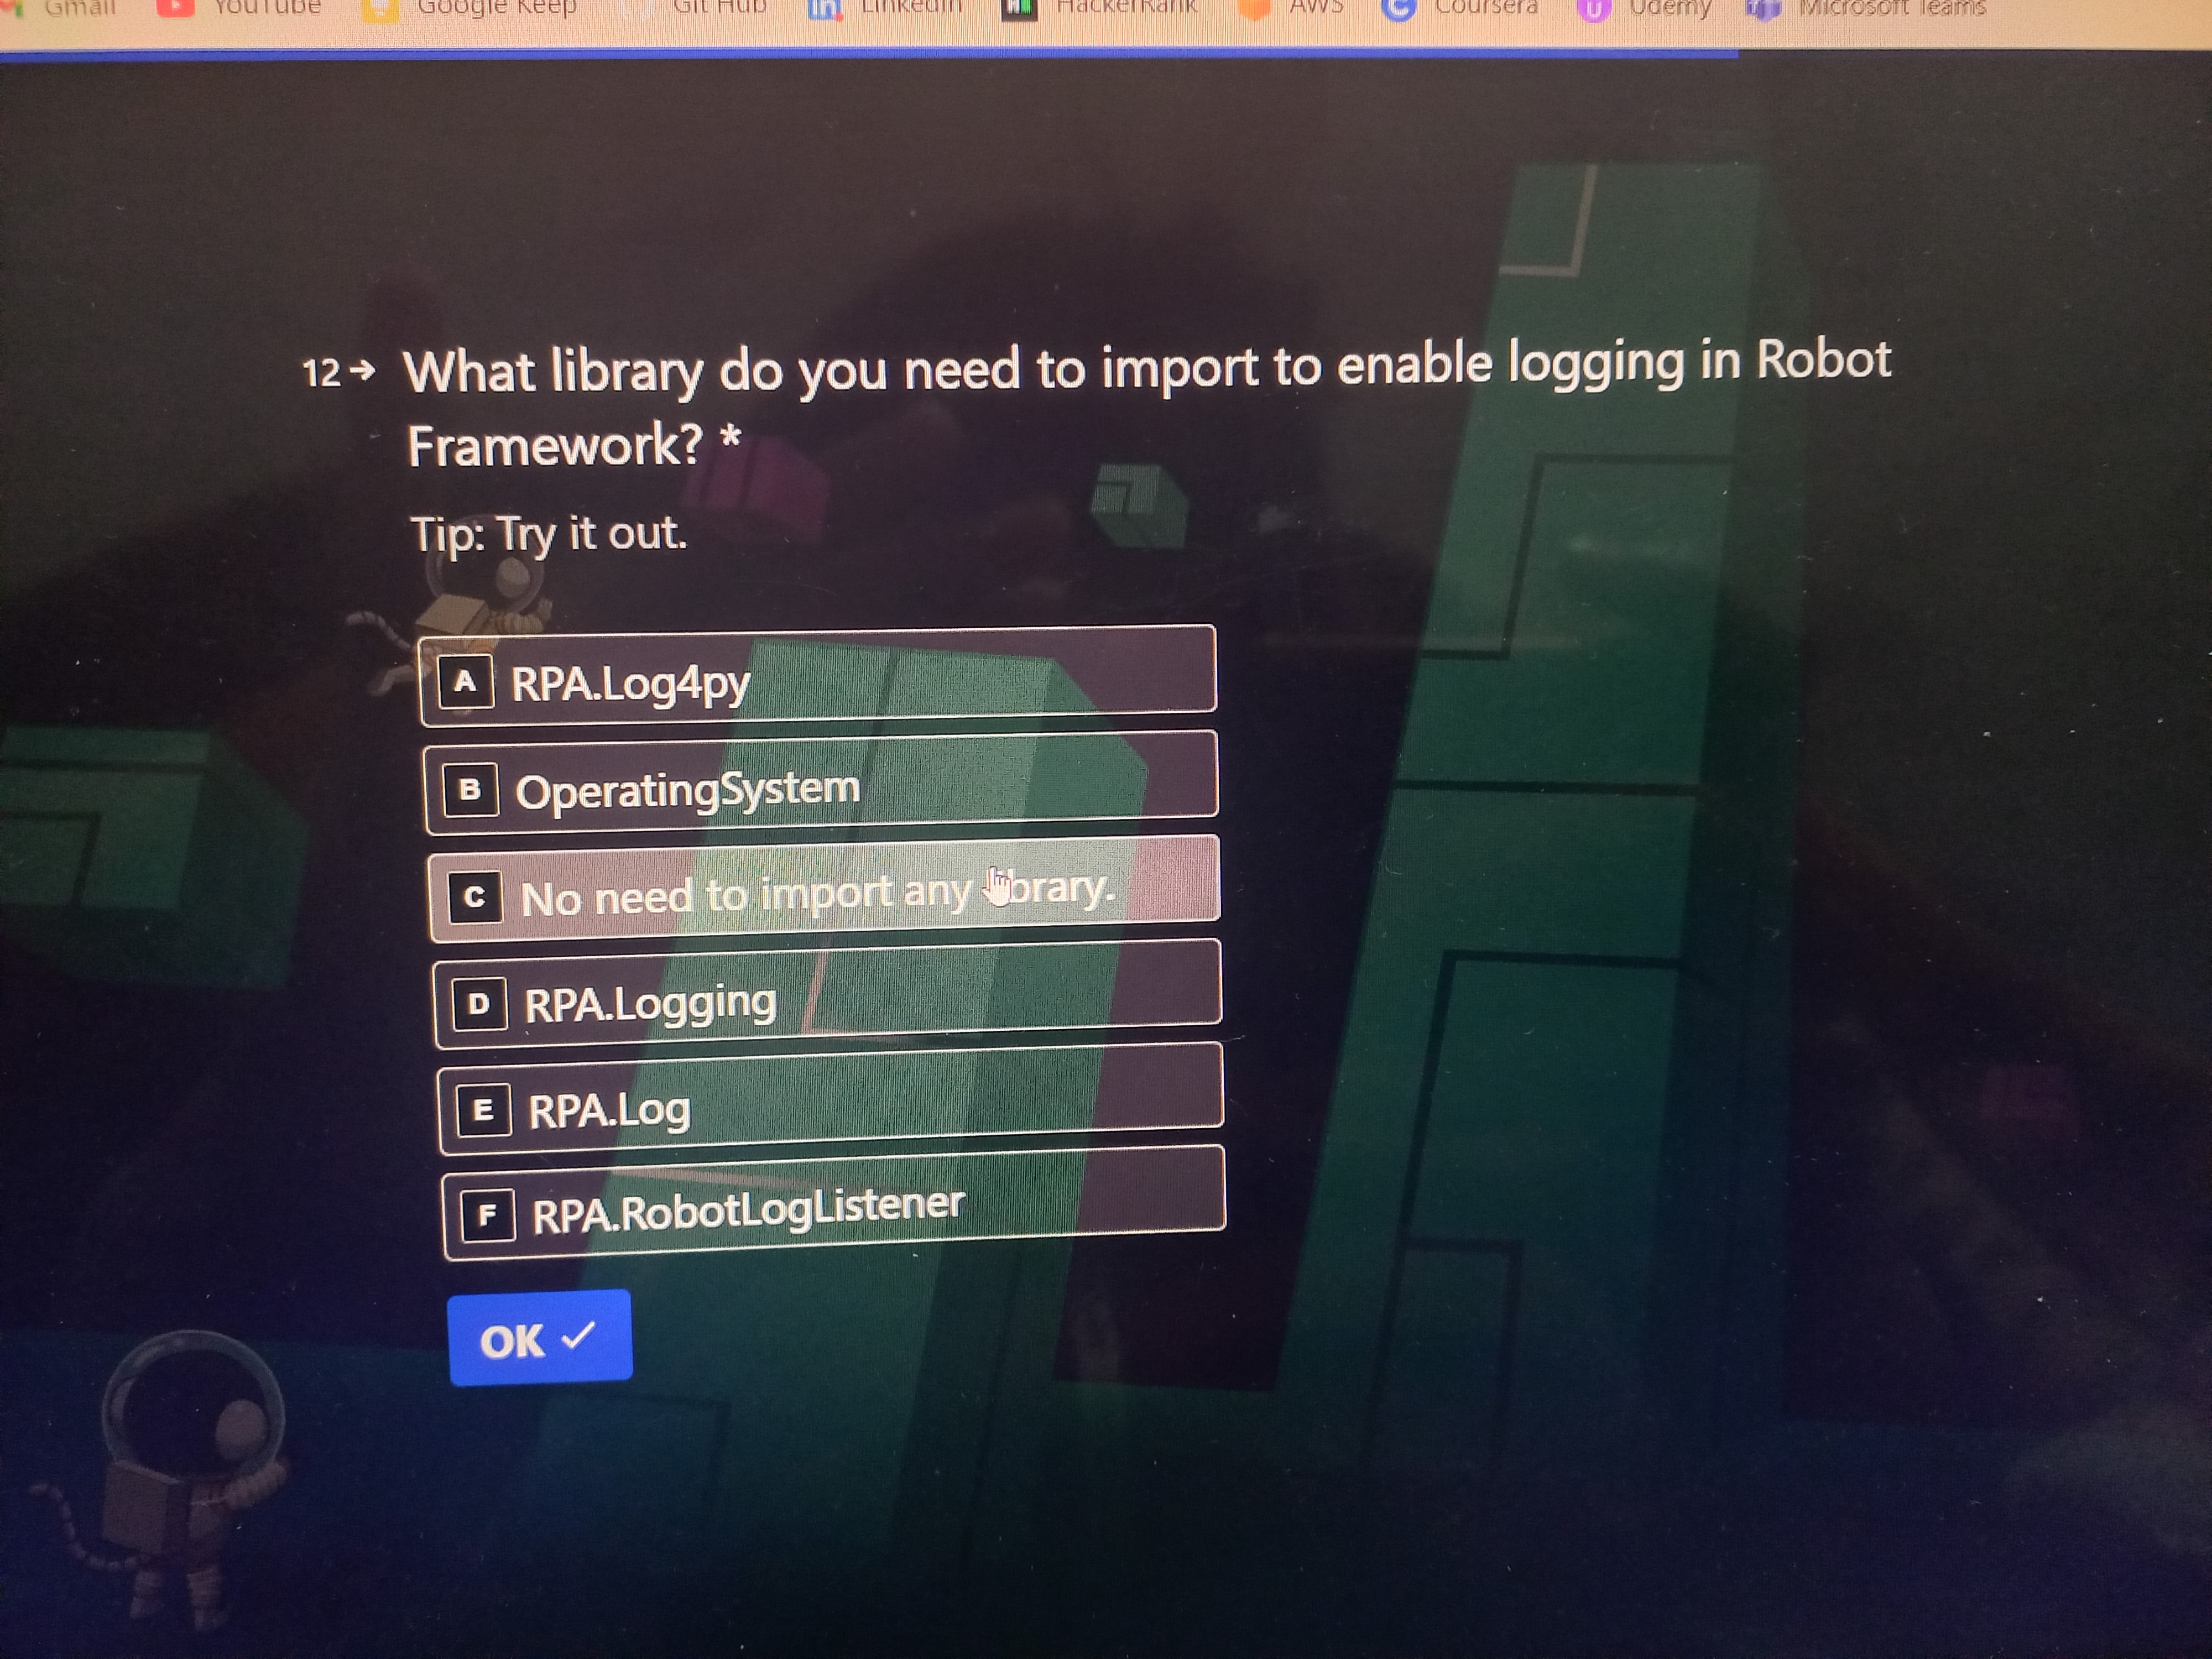 Gmail YouTube Google Keep Git Hub LinkedIn HackerRank AWS Coursera Udemy Microsoft Teams
12→ What library do you need to import to enable logging in Robot
Framework? *
Tip: Try it out.
A RPA.Log4py
B OperatingSystem
C No need to import any library.
D RPA.Logging
E RPA.Log
F RPA.RobotLogListener
OK ✓